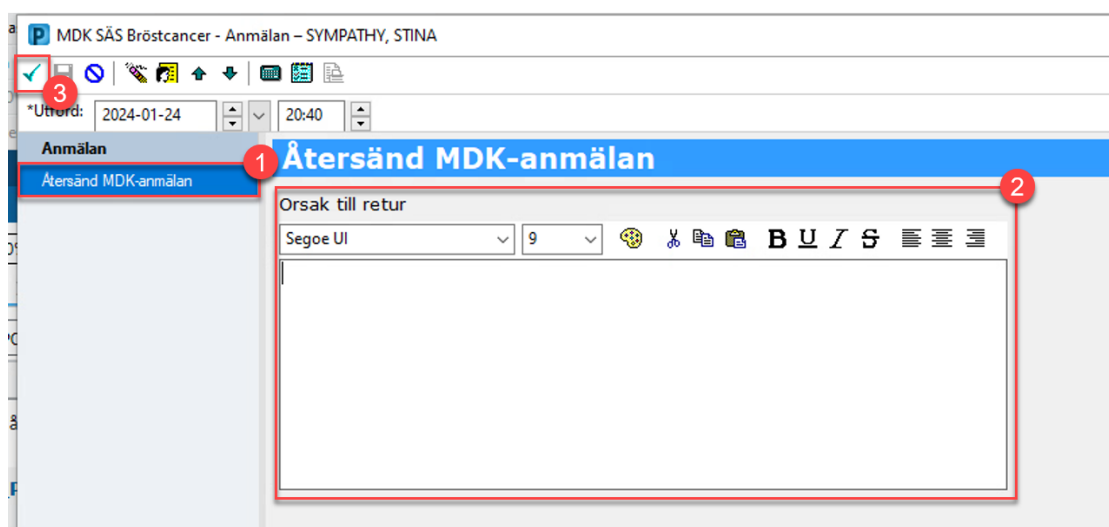 MDK SÄS Bröstcancer - Anmälan – SYMPATHY, STINA
3
*Utförd: 2024-01-24 20:40
Anmälan
1
Återsänd MDK-anmälan
Återsänd MDK-anmälan
2
Orsak till retur
Segoe UI 9 B U I S